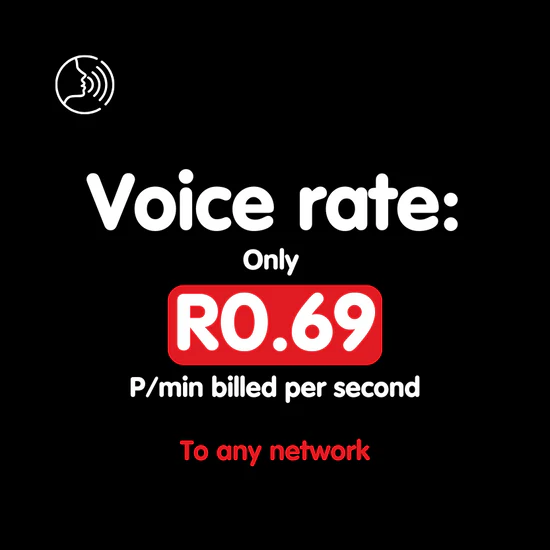 Voice rate:
Only
R0.69
P/min billed per second
To any network